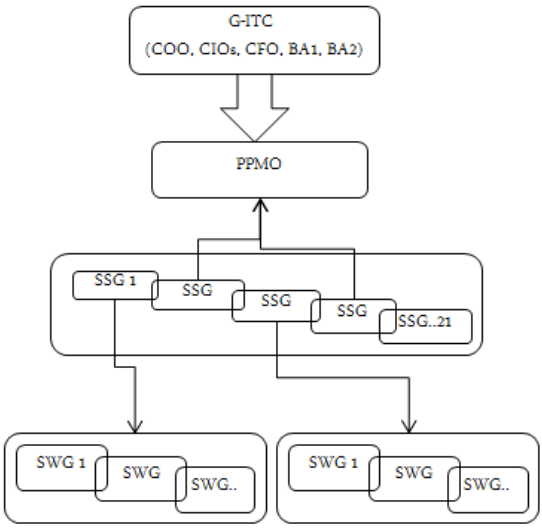 G-ITC
(COO, CIOs, CFO, BA1, BA2)
PPMO
SSG 1
SSG
SSG
SSG
SSG..21
SWG 1
SWG
SWG..
SWG 1
SWG
SWG..